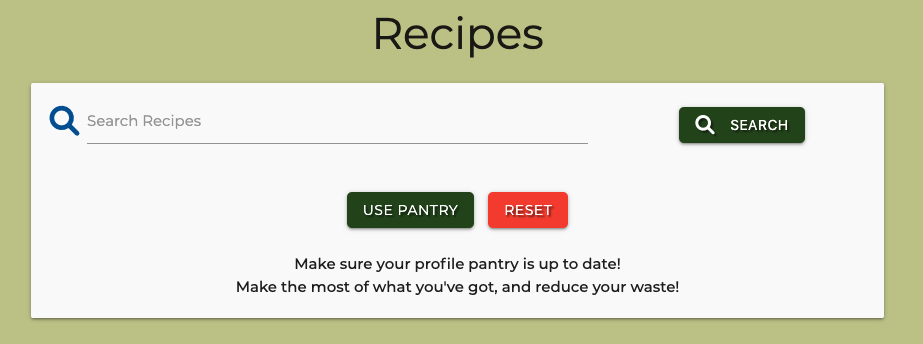 Recipes
Search Recipes
SEARCH
USE PANTRY
RESET
Make sure your profile pantry is up to date!
Make the most of what you've got, and reduce your waste!